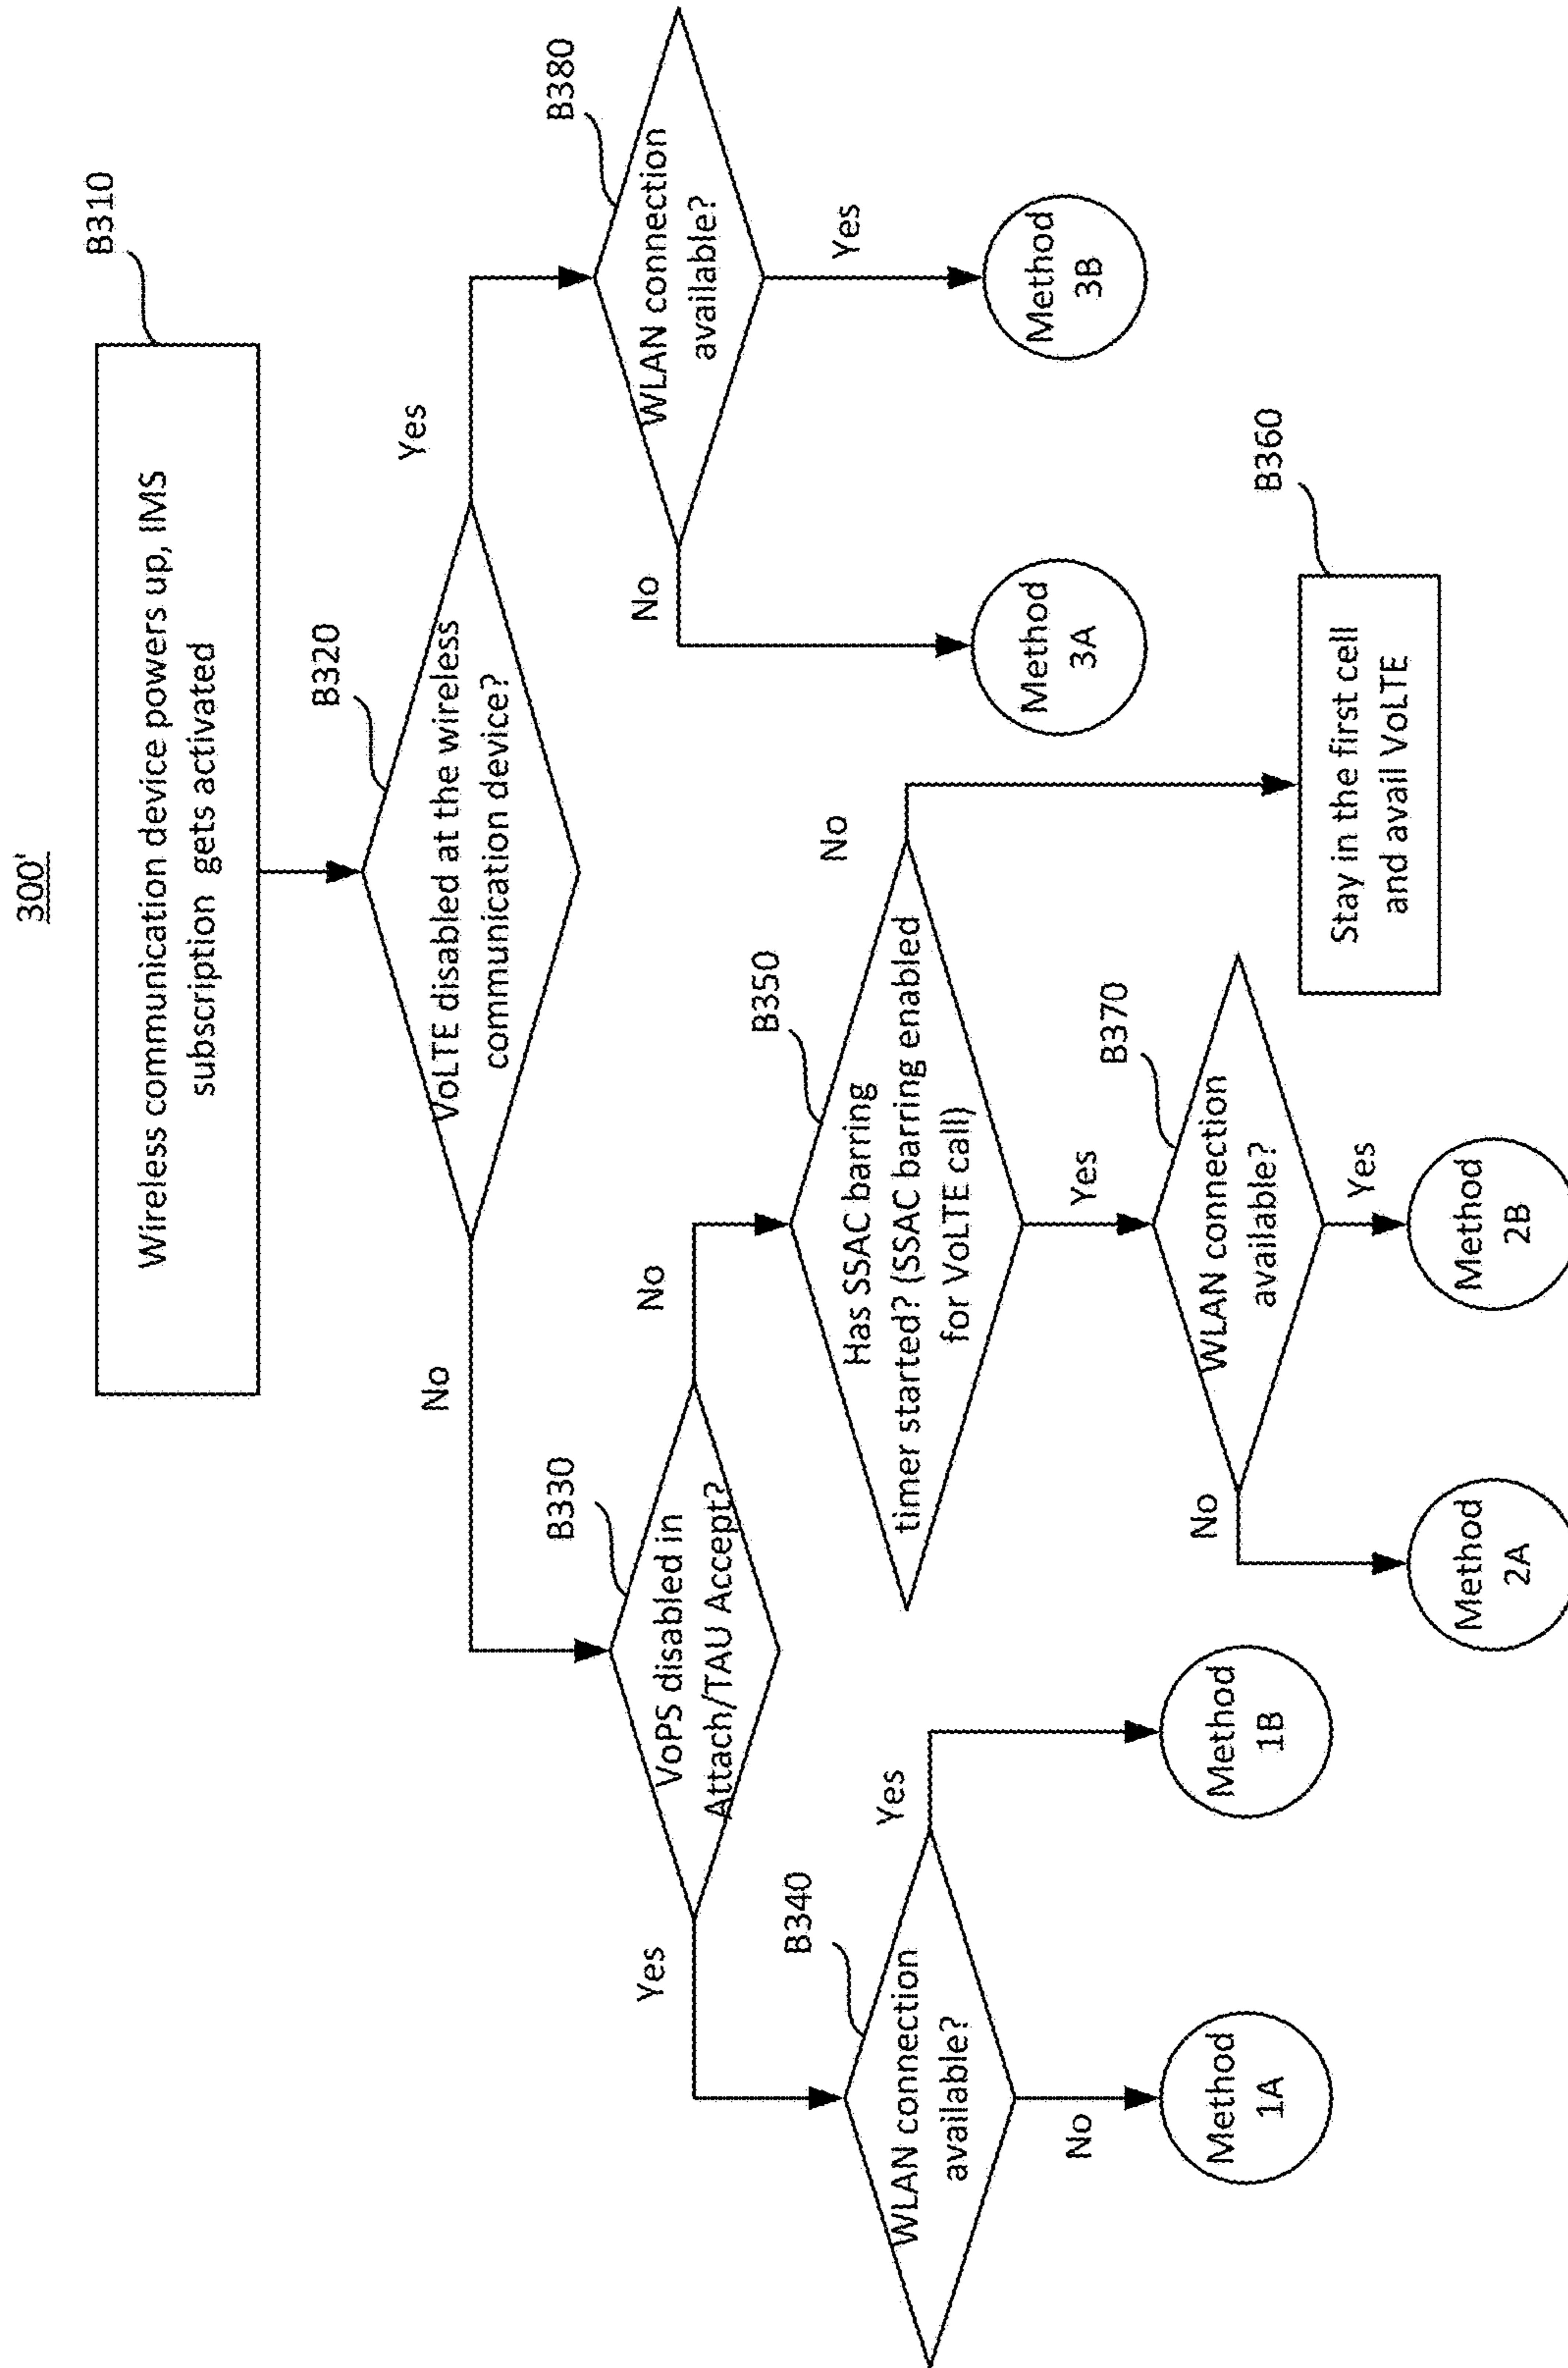 300'
B310
Wireless communication device powers up, IMS
subscription gets activated
B320
VoLTE disabled at the wireless
communication device?
No
Yes
B330
VoPS disabled in
Attach/TAU Accept?
B380
WLAN connection
available?
Yes
No
No
Yes
B340
WLAN connection
available?
Yes
No
B350
Has SSAC barring
timer started? (SSAC barring enabled
for VoLTE call)
No
Yes
Method
3A
Method
3B
Method
1A
Method
1B
B370
WLAN connection
available?
No
Yes
B360
Stay in the first cell
and avail VoLTE
Method
2A
Method
2B